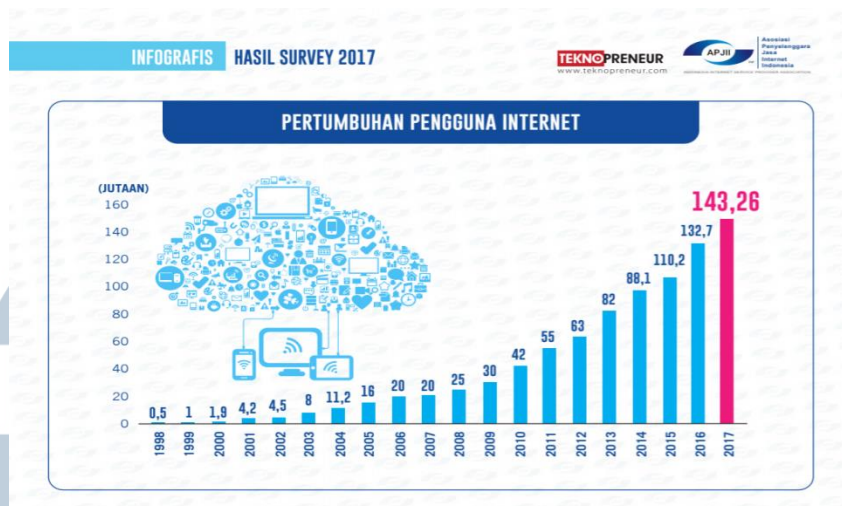 INFOGRAFIS HASIL SURVEY 2017
TEKNOPRENEUR
www.teknopreneur.com
APJII
Asosiasi
Penyelenggara
Jasa
Internet
Indonesia
PERTUMBUHAN PENGGUNA INTERNET
(JUTAAN)
160
140
120
100
80
60
40
20
0
0,5 1 1,9 4,2 4,5 8 11,2 16 20 20 25 30 42 55 63 82 88,1 110,2 132,7 143,26
1998 1999 2000 2001 2002 2003 2004 2005 2006 2007 2008 2009 2010 2011 2012 2013 2014 2015 2016 2017